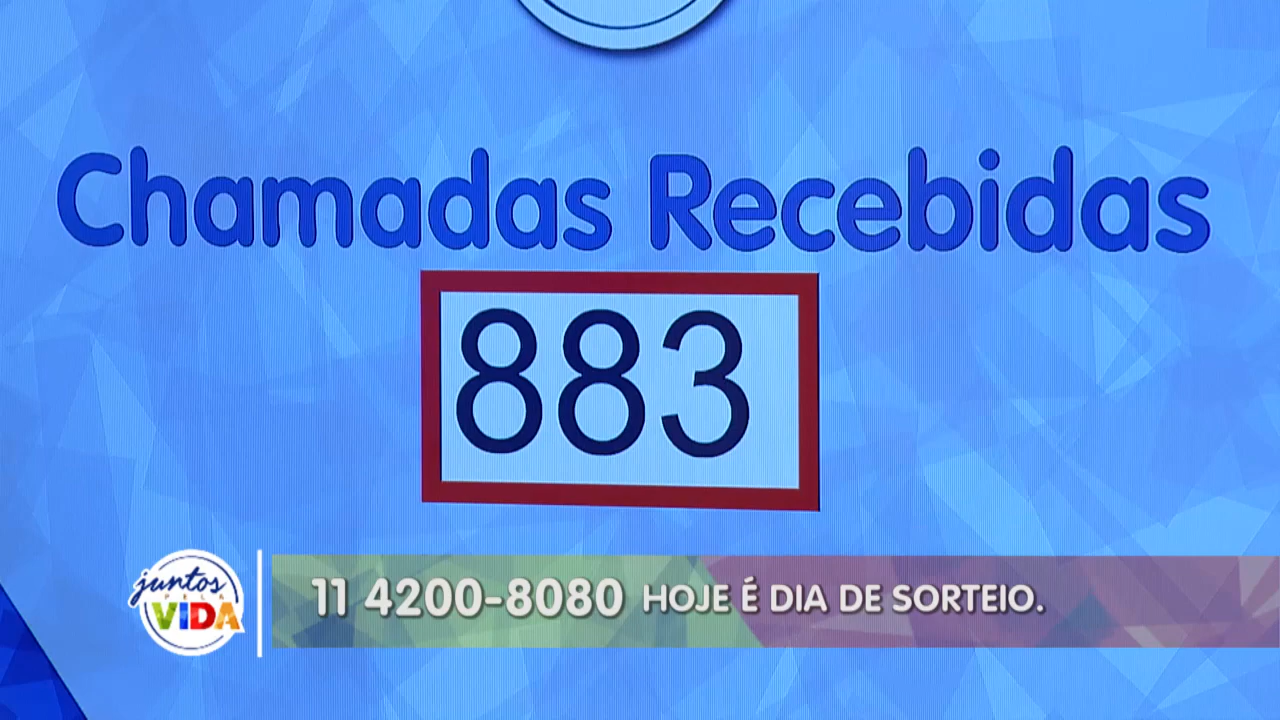 Chamadas Recebidas
883
juntos
PELA
VIDA
11 4200-8080 HOJE É DIA DE SORTEIO.